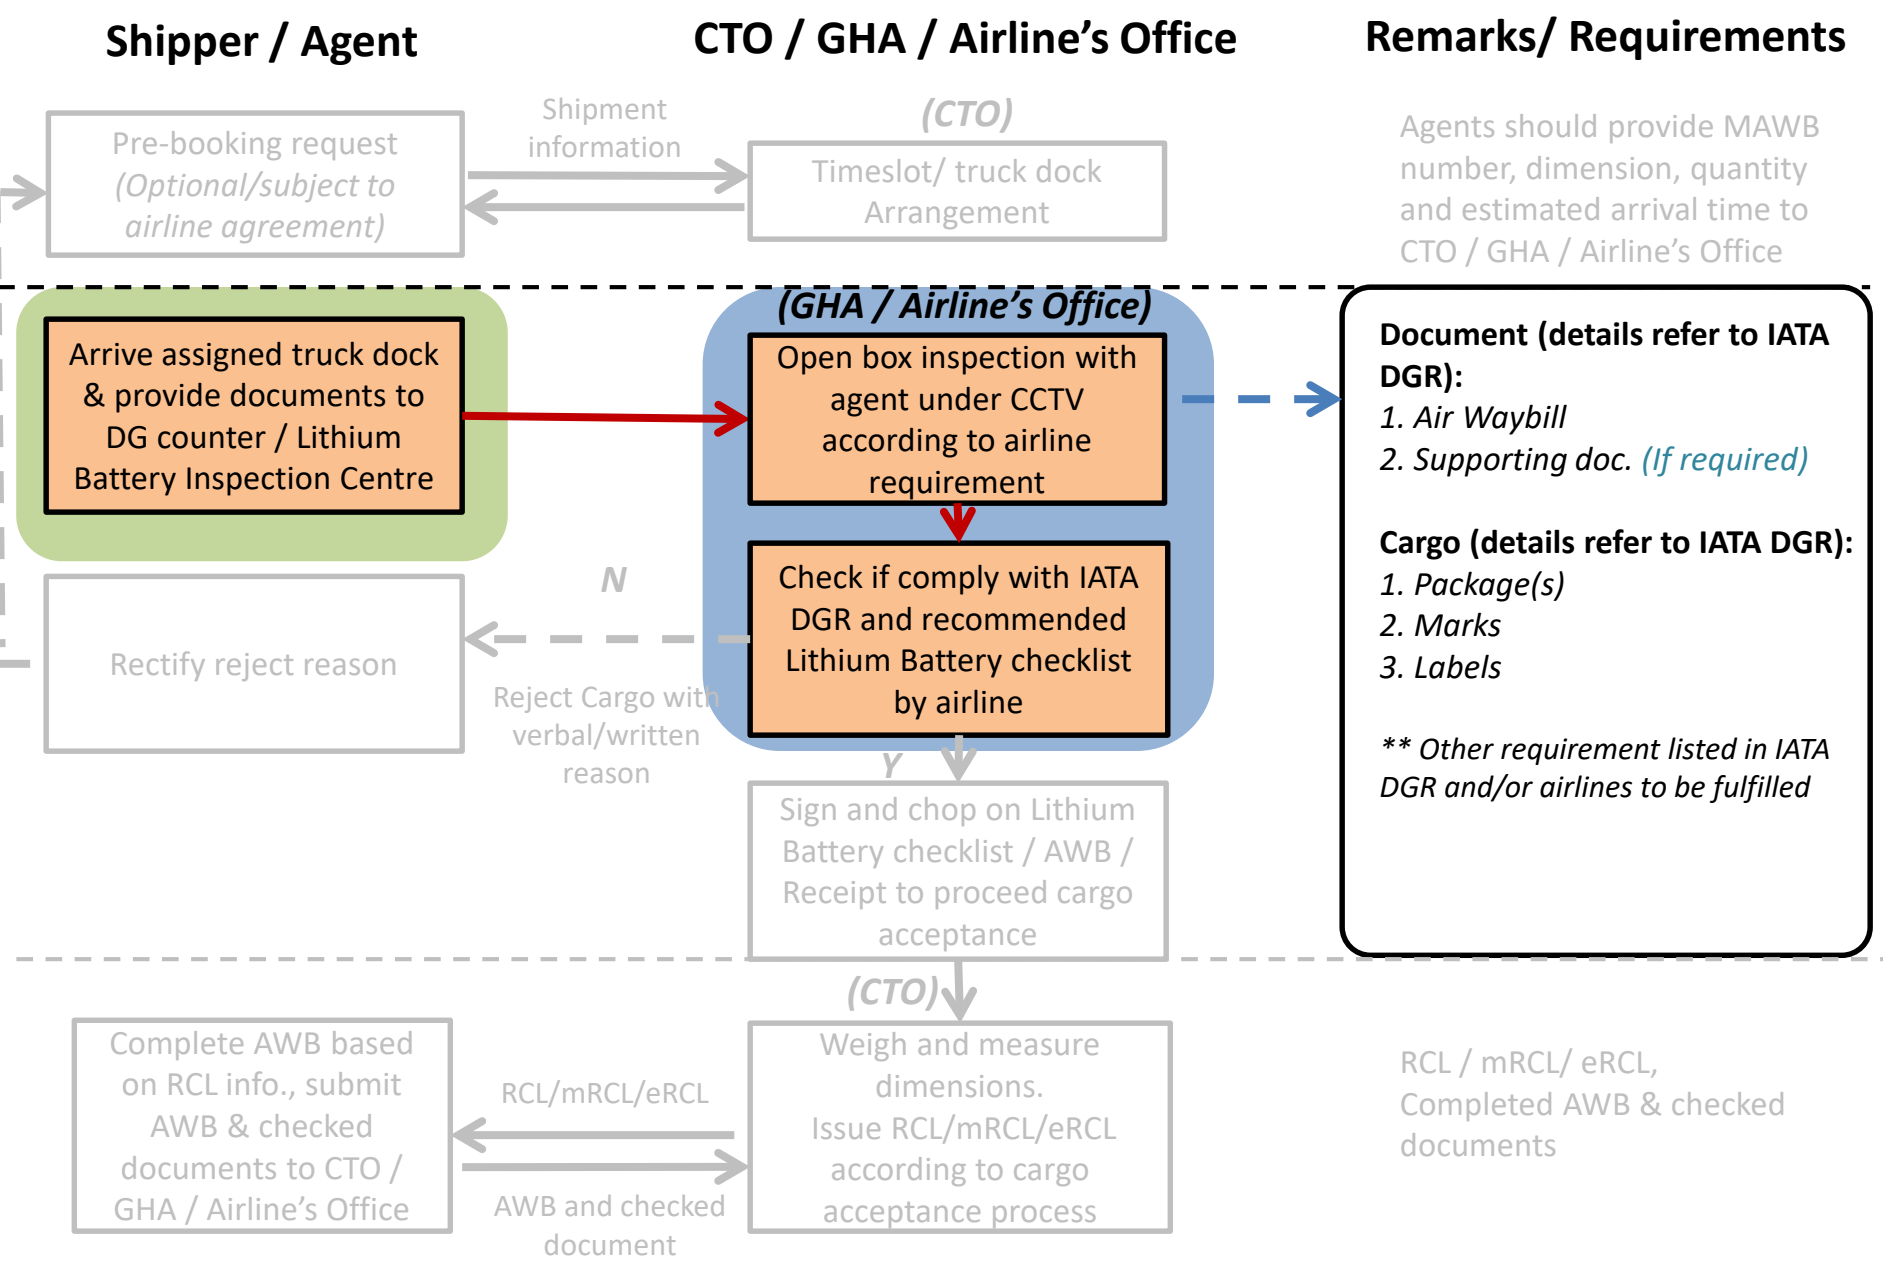 Shipper / Agent
CTO / GHA / Airline's Office
Remarks/ Requirements
Pre-booking request
(Optional/subject to
airline agreement)
Shipment
information
(CTO)
Timeslot/ truck dock
Arrangement
Agents should provide MAWB
number, dimension, quantity
and estimated arrival time to
CTO / GHA / Airline's Office
Arrive assigned truck dock
& provide documents to
DG counter / Lithium
Battery Inspection Centre
(GHA / Airline's Office)
Open box inspection with
agent under CCTV
according to airline
requirement
Check if comply with IATA
DGR and recommended
Lithium Battery checklist
by airline
Document (details refer to IATA
DGR):
1. Air Waybill
2. Supporting doc. (If required)
Cargo (details refer to IATA DGR):
1. Package(s)
2. Marks
3. Labels
** Other requirement listed in IATA
DGR and/or airlines to be fulfilled
N
Rectify reject reason
Reject Cargo with
verbal/written
reason
Y
Sign and chop on Lithium
Battery checklist / AWB /
Receipt to proceed cargo
acceptance
(CTO)
Complete AWB based
on RCL info., submit
AWB & checked
documents to CTO /
GHA / Airline's Office
RCL/mRCL/eRCL
AWB and checked
document
Weigh and measure
dimensions.
Issue RCL/mRCL/eRCL
according to cargo
acceptance process
RCL / mRCL/ eRCL,
Completed AWB & checked
documents